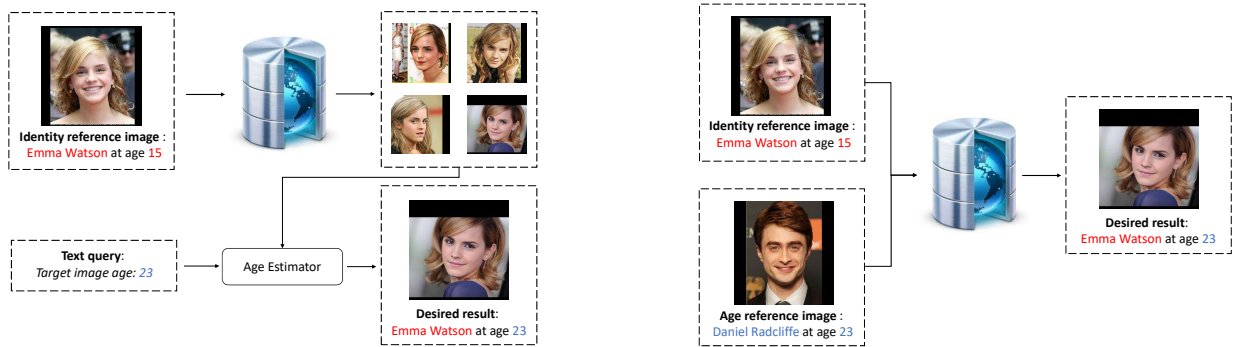 Identity reference image :
Emma Watson at age 15
Text query:
Target image age: 23
Age Estimator
Desired result:
Emma Watson at age 23
Identity reference image :
Emma Watson at age 15
Age reference image :
Daniel Radcliffe at age 23
Desired result:
Emma Watson at age 23